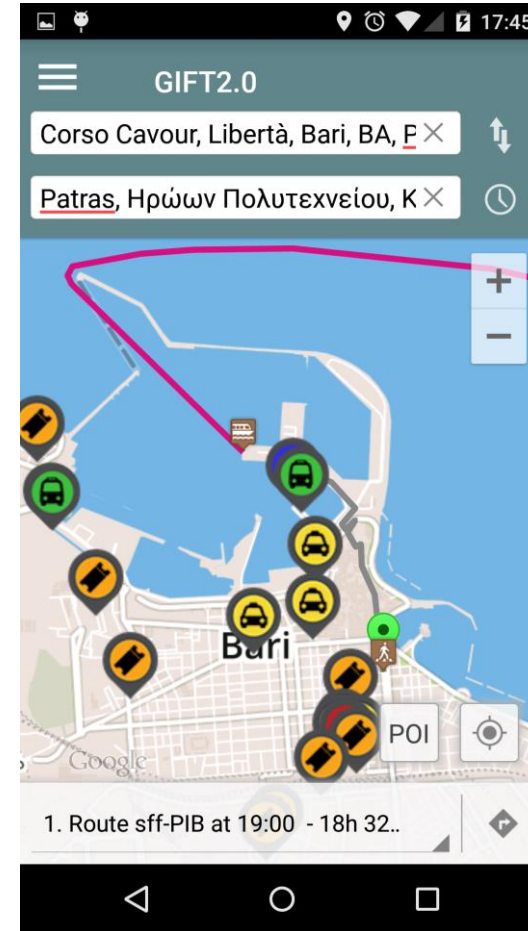 17:45
GIFT2.0
Corso Cavour, Libertà, Bari, BA, P
Patras, Ηρώων Πολυτεχνείου, Κ
+
−
Bari
POI
Google
1. Route sff-PIB at 19:00 - 18h 32..